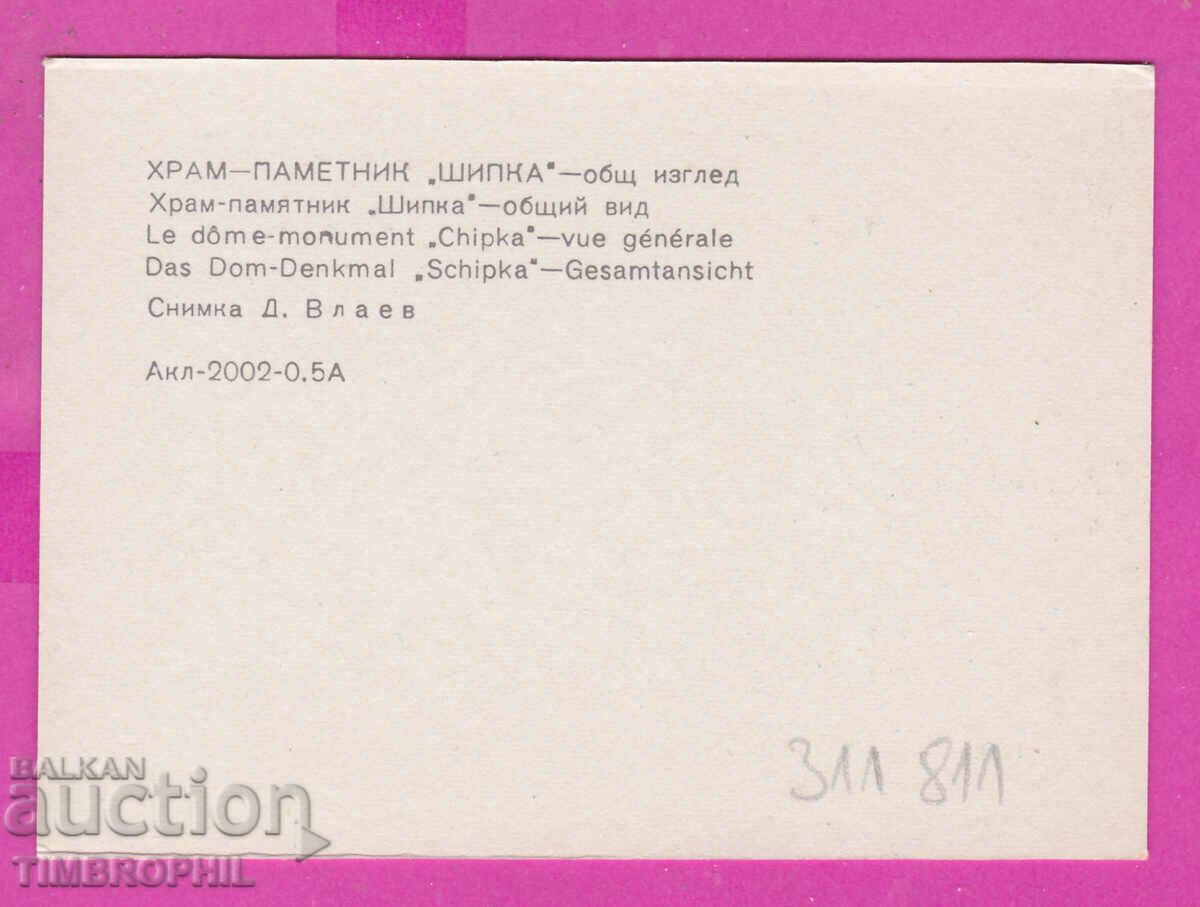 ХРАМ—ПАМЕТНИК „ШИПКА"—общ изглед
Храм-памятник „Шипка"—общий вид
Le dôme-monument „Chipka"—vue générale
Das Dom-Denkmal „Schipka"—Gesamtansicht
Снимка Д. Влаев
Акл-2002-0.5А
311 811
BALKAN
auction
TIMBROPHIL